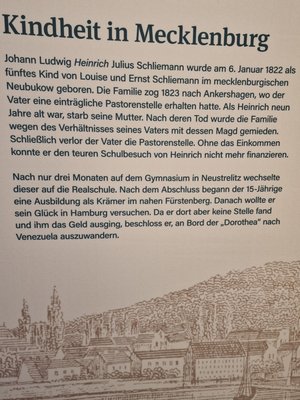 Kindheit in Mecklenburg
Johann Ludwig Heinrich Julius Schliemann wurde am 6. Januar 1822 als
fünftes Kind von Louise und Ernst Schliemann im mecklenburgischen
Neubukow geboren. Die Familie zog 1823 nach Ankershagen, wo der
Vater eine einträgliche Pastorenstelle erhalten hatte. Als Heinrich neun
Jahre alt war, starb seine Mutter. Nach deren Tod wurde die Familie
wegen des Verhältnisses seines Vaters mit dessen Magd gemieden.
Schließlich verlor der Vater die Pastorenstelle. Ohne das Einkommen
konnte er den teuren Schulbesuch von Heinrich nicht mehr finanzieren.
Nach nur drei Monaten auf dem Gymnasium in Neustrelitz wechselte
dieser auf die Realschule. Nach dem Abschluss begann der 15-Jährige
eine Ausbildung als Krämer im nahen Fürstenberg. Danach wollte er
sein Glück in Hamburg versuchen. Da er dort aber keine Stelle fand
und ihm das Geld ausging, beschloss er, an Bord der „Dorothea" nach
Venezuela auszuwandern.